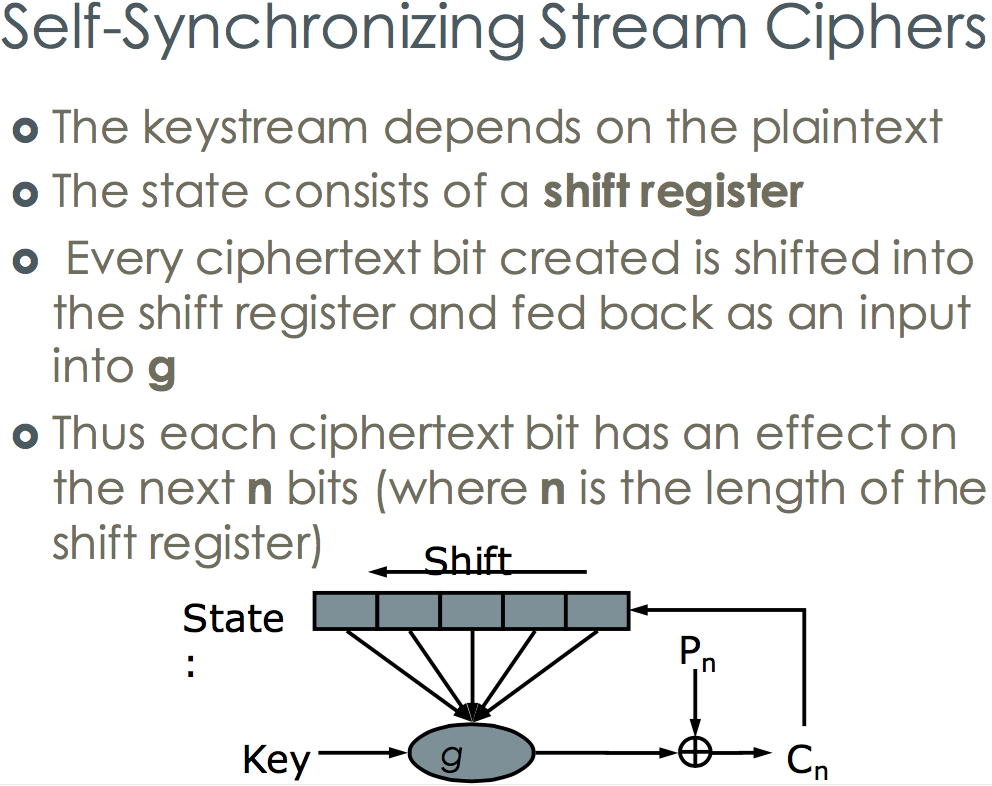 Self-Synchronizing Stream Ciphers
The keystream depends on the plaintext
The state consists of a shift register
Every ciphertext bit created is shifted into
the shift register and fed back as an input
into g
Thus each ciphertext bit has an effect on
the next n bits (where n is the length of the
shift register)
Shift
State
:
Pn
Key
g
Cn